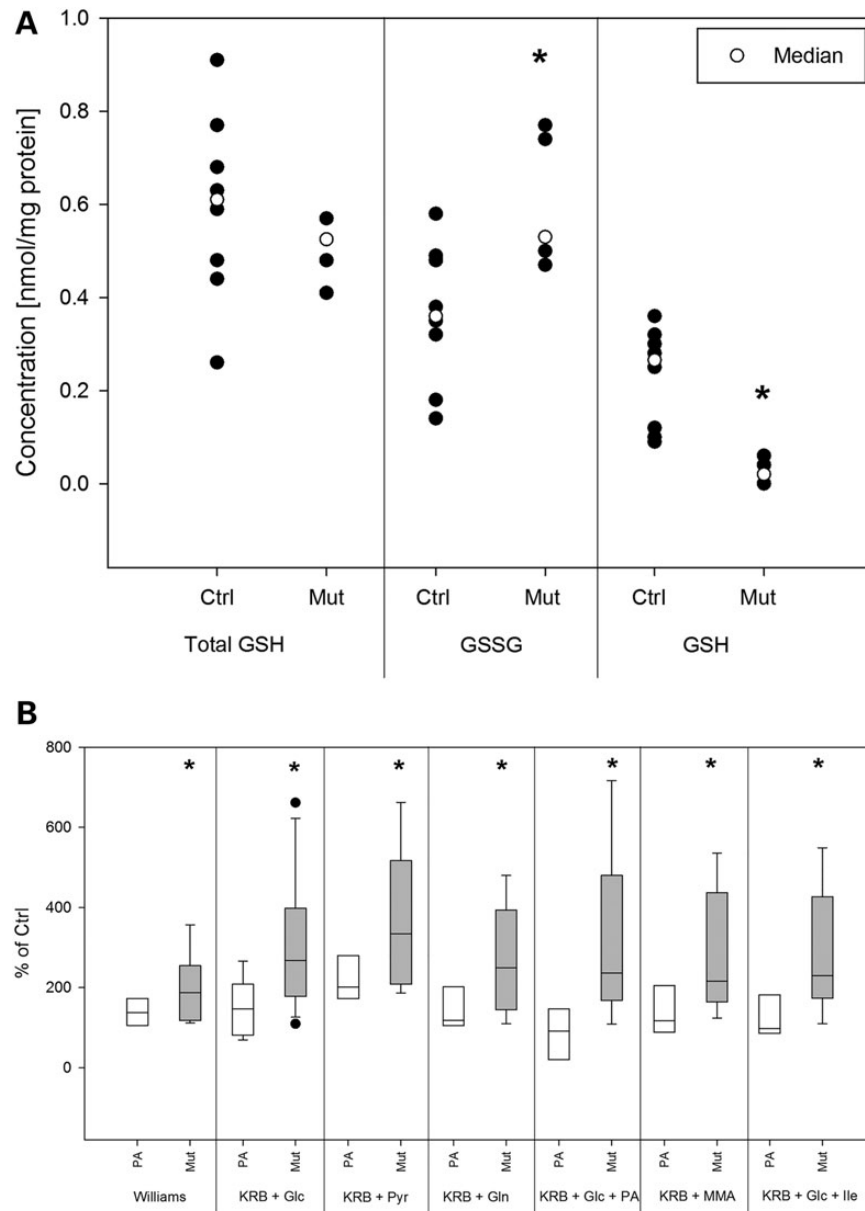 A
1.0
0.8
0.6
0.4
0.2
0.0
Concentration [nmol/mg protein]
Median
*
*
Ctrl Mut Ctrl Mut Ctrl Mut
Total GSH GSSG GSH
B
800
600
400
200
0
% of Ctrl
* * * * * * *
PA Mut PA Mut PA Mut PA Mut PA Mut PA Mut PA Mut
Williams KRB + Glc KRB + Pyr KRB + Gln KRB + Glc + PA KRB + MMA KRB + Glc + Ile